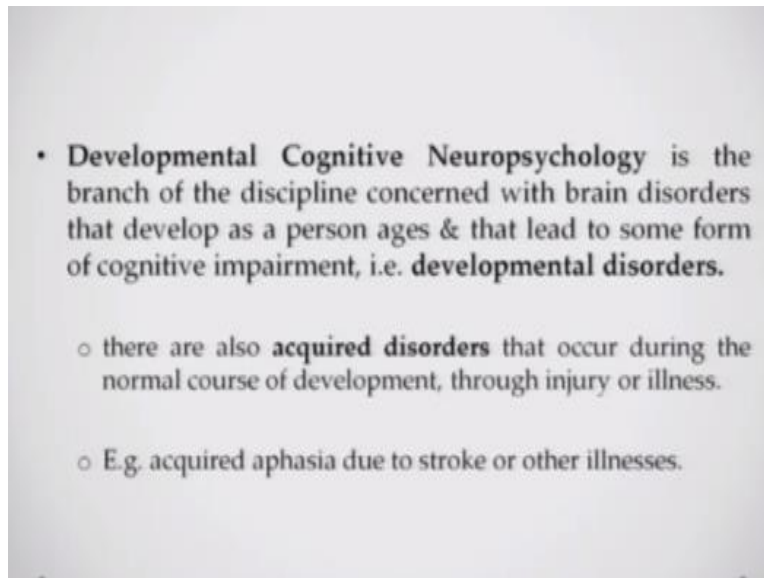 • Developmental Cognitive Neuropsychology is the
branch of the discipline concerned with brain disorders
that develop as a person ages & that lead to some form
of cognitive impairment, i.e. developmental disorders.
o there are also acquired disorders that occur during the
normal course of development, through injury or illness.
o E.g. acquired aphasia due to stroke or other illnesses.